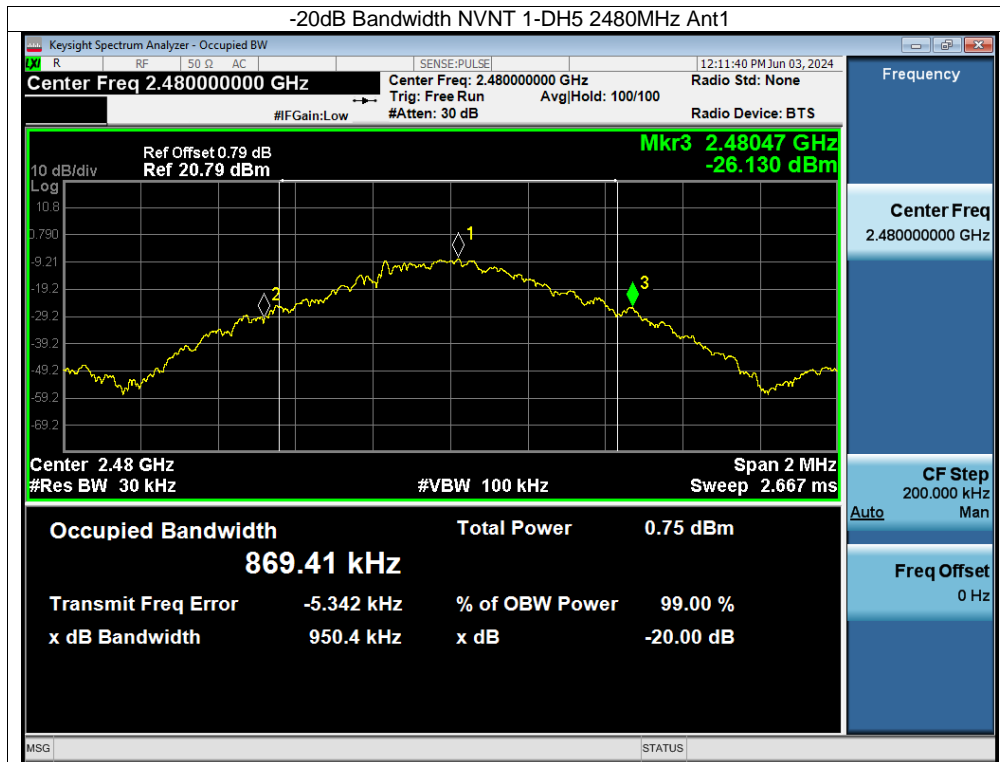 -20dB Bandwidth NVNT 1-DH5 2480MHz Ant1
Keysight Spectrum Analyzer - Occupied BW
LXI R RF 50 Ω AC SENSE:PULSE 12:11:40 PM Jun 03, 2024
Center Freq 2.480000000 GHz Center Freq: 2.480000000 GHz Radio Std: None
Trig: Free Run Avg|Hold: 100/100
#IFGain:Low #Atten: 30 dB Radio Device: BTS
Frequency
Mkr3 2.48047 GHz
-26.130 dBm
Ref Offset 0.79 dB
10 dB/div Ref 20.79 dBm
Log
10.8
0.790
-9.21
-19.2
-29.2
-39.2
-49.2
-59.2
-69.2
1
2
3
Center 2.48 GHz Span 2 MHz
#Res BW 30 kHz #VBW 100 kHz Sweep 2.667 ms
Center Freq
2.480000000 GHz
CF Step
200.000 kHz
Auto Man
Freq Offset
0 Hz
Occupied Bandwidth Total Power 0.75 dBm
869.41 kHz
Transmit Freq Error -5.342 kHz % of OBW Power 99.00 %
x dB Bandwidth 950.4 kHz x dB -20.00 dB
MSG STATUS